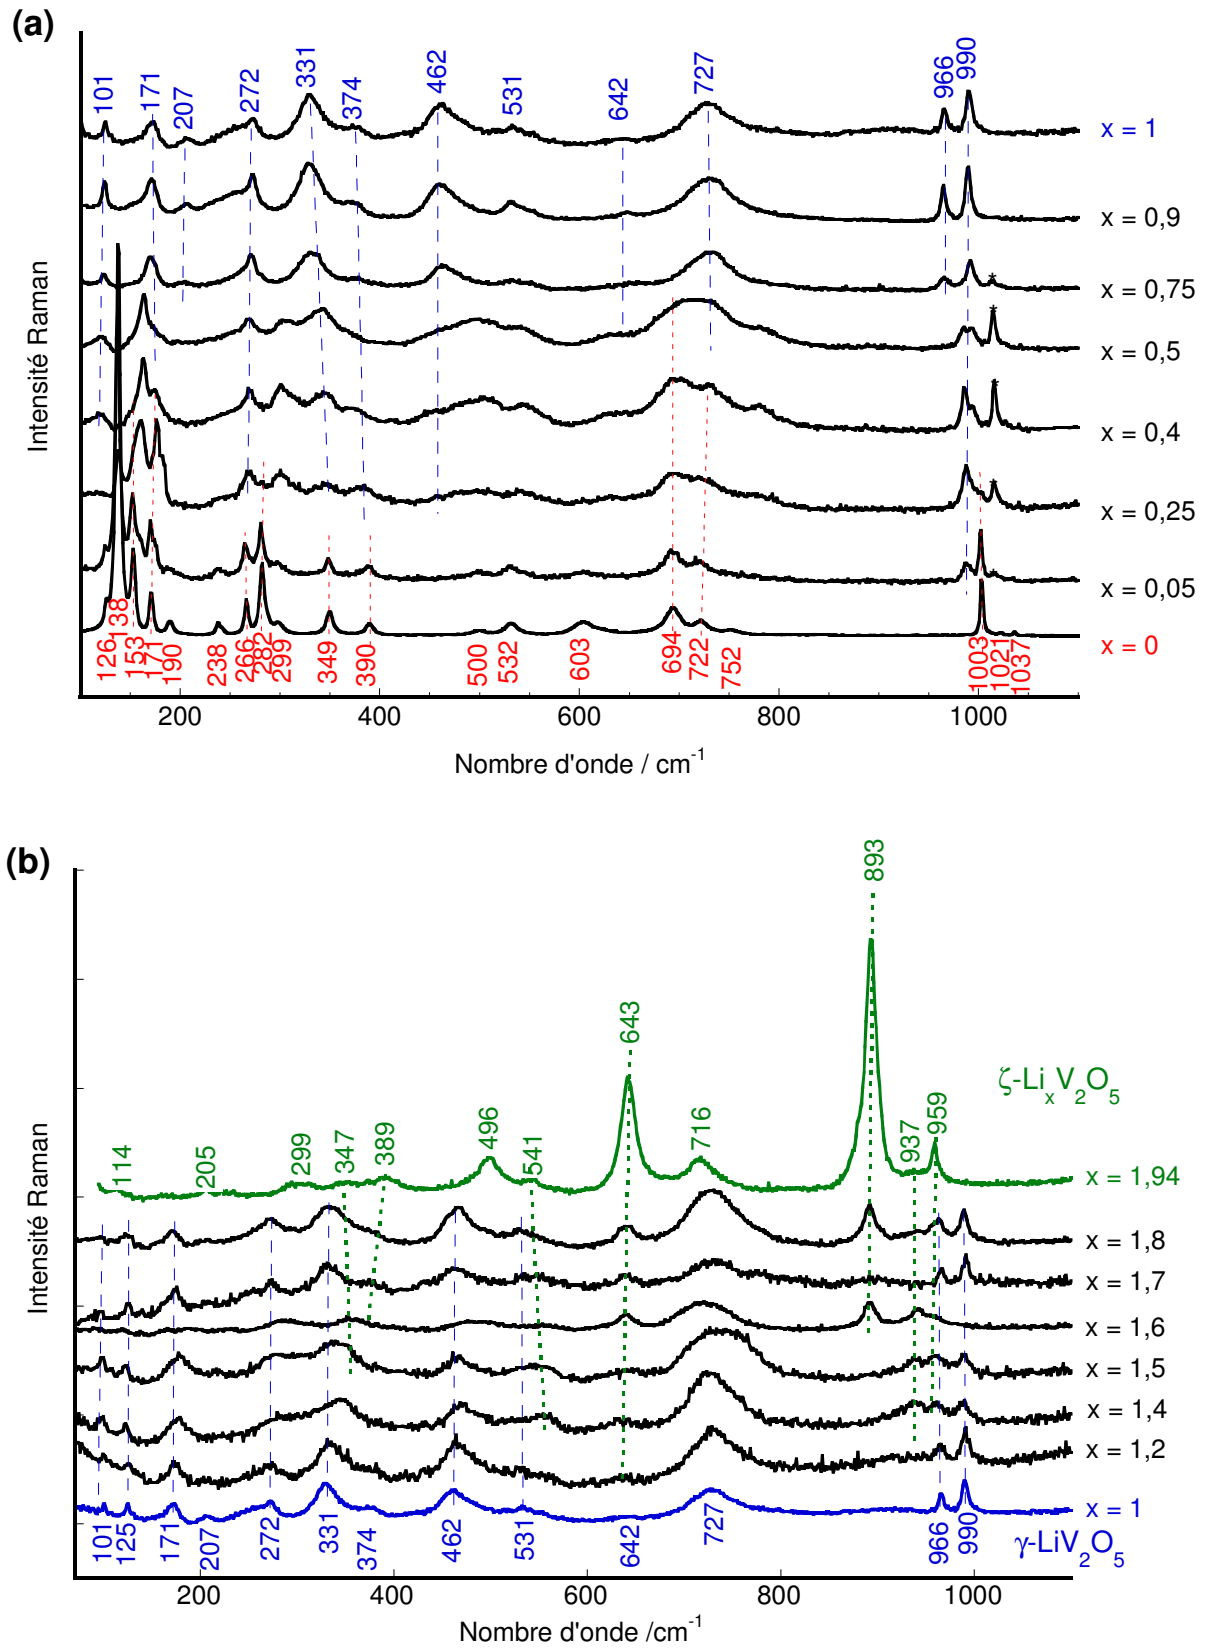 (a)
101
171
207
272
331
374
462
531
642
727
966
990
x = 1
x = 0,9
x = 0,75
x = 0,5
x = 0,4
x = 0,25
x = 0,05
x = 0
*
*
*
*
Intensité Raman
126
138
153
171
190
238
266
282
299
349
390
500
532
603
694
722
752
1003
1021
1037
200
400
600
800
1000
Nombre d'onde / cm⁻¹
(b)
893
643
ζ-LiₓV₂O₅
114
205
299
347
389
496
541
716
937
959
x = 1,94
x = 1,8
x = 1,7
x = 1,6
x = 1,5
x = 1,4
x = 1,2
x = 1
γ-LiV₂O₅
Intensité Raman
101
125
171
207
272
331
374
462
531
642
727
966
990
200
400
600
800
1000
Nombre d'onde /cm⁻¹